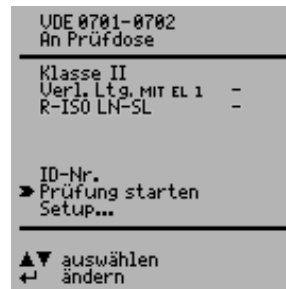 VDE 0701-0702
An Prüfdose
Klasse II
Verl. Ltg. MIT EL 1 -
R-ISO LN-SL -
ID-Nr.
Prüfung starten
Setup...
▲▼ auswählen
↵ ändern